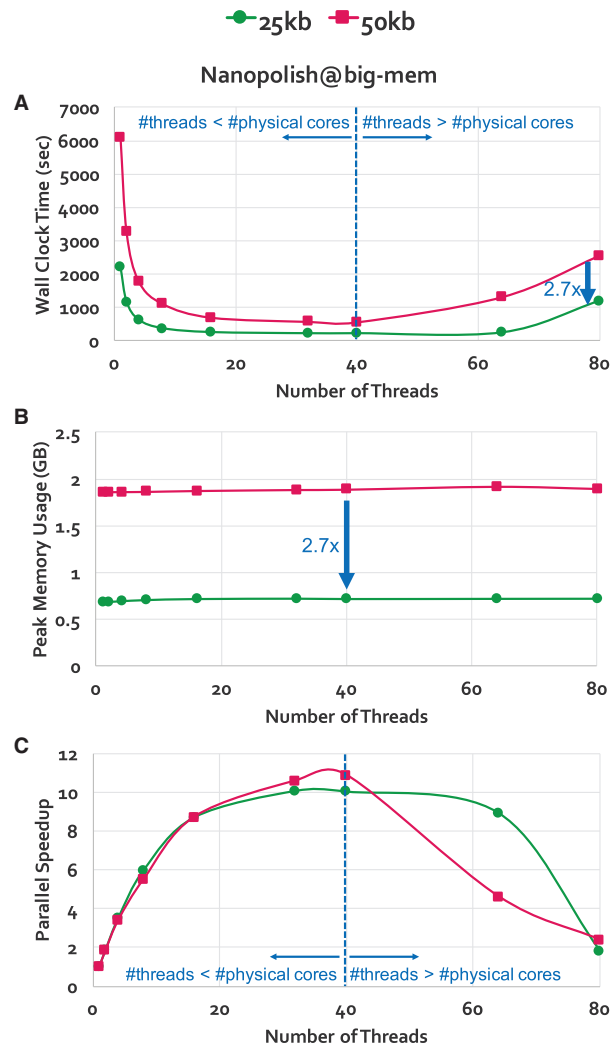 25kb 50kb
Nanopolish@big-mem
A
7000
6000
5000
4000
3000
2000
1000
0
Wall Clock Time (sec)
#threads < #physical cores #threads > #physical cores
2.7x
0 20 40 60 80
Number of Threads
B
2.5
2
1.5
1
0.5
0
Peak Memory Usage (GB)
2.7x
0 20 40 60 80
Number of Threads
C
12
10
8
6
4
2
0
Parallel Speedup
#threads < #physical cores #threads > #physical cores
0 20 40 60 80
Number of Threads